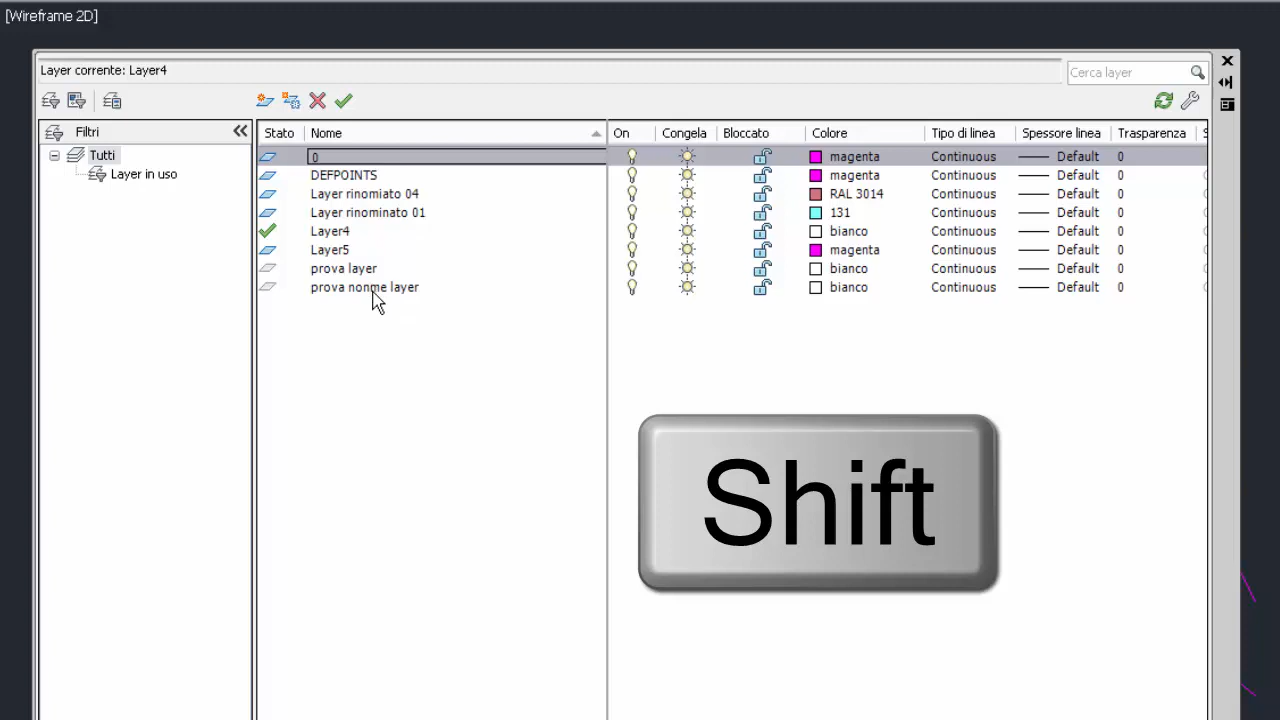 [Wireframe 2D]
Layer corrente: Layer4
Cerca layer
Filtri
Tutti
Layer in uso
Stato Nome On Congela Bloccato Colore Tipo di linea Spessore linea Trasparenza S
0 magenta Continuous Default 0
DEFPOINTS magenta Continuous Default 0
Layer rinomiato 04 RAL 3014 Continuous Default 0
Layer rinominato 01 131 Continuous Default 0
Layer4 bianco Continuous Default 0
Layer5 magenta Continuous Default 0
prova layer bianco Continuous Default 0
prova nonme layer bianco Continuous Default 0
Shift